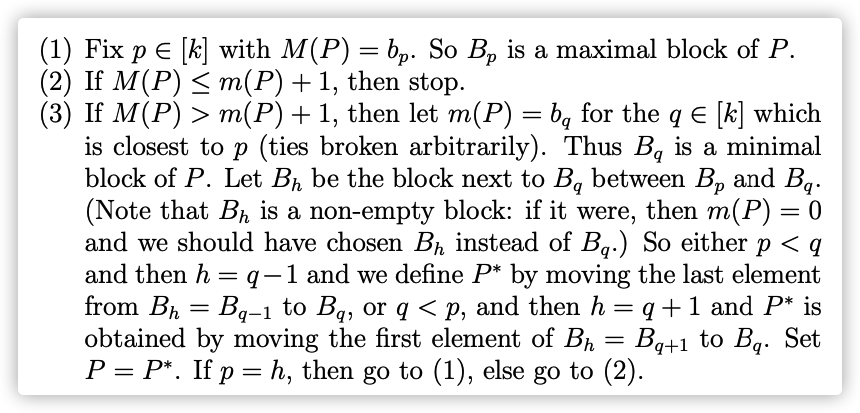 (1) Fix p ∈ [k] with M(P) = b_p. So B_p is a maximal block of P.
(2) If M(P) ≤ m(P) + 1, then stop.
(3) If M(P) > m(P) + 1, then let m(P) = b_q for the q ∈ [k] which
is closest to p (ties broken arbitrarily). Thus B_q is a minimal
block of P. Let B_h be the block next to B_q between B_p and B_q.
(Note that B_h is a non-empty block: if it were, then m(P) = 0
and we should have chosen B_h instead of B_q.) So either p < q
and then h = q−1 and we define P* by moving the last element
from B_h = B_{q−1} to B_q, or q < p, and then h = q + 1 and P* is
obtained by moving the first element of B_h = B_{q+1} to B_q. Set
P = P*. If p = h, then go to (1), else go to (2).